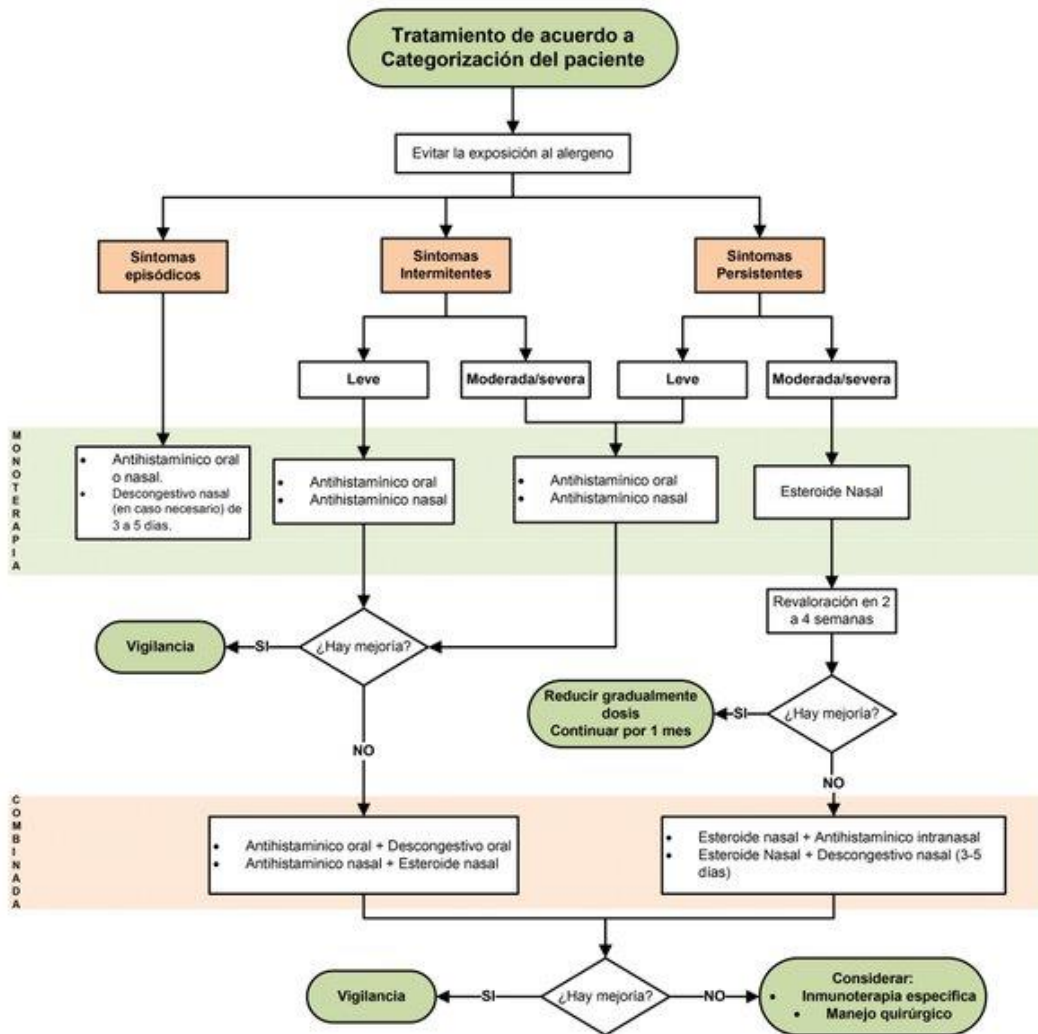 Tratamiento de acuerdo a
Categorización del paciente
Evitar la exposición al alergeno
Síntomas
episódicos
Síntomas
Intermitentes
Síntomas
Persistentes
Leve
Moderada/severa
Leve
Moderada/severa
MONOTERAPIA
• Antihistamínico oral
o nasal.
• Descongestivo nasal
(en caso necesario) de
3 a 5 días.
• Antihistamínico oral
• Antihistamínico nasal
• Antihistamínico oral
• Antihistamínico nasal
Esteroide Nasal
Revaloración en 2
a 4 semanas
Vigilancia
SI
¿Hay mejoría?
Reducir gradualmente
dosis
Continuar por 1 mes
SI
¿Hay mejoría?
NO
NO
COMBINADA
• Antihistamínico oral + Descongestivo oral
• Antihistamínico nasal + Esteroide nasal
• Esteroide nasal + Antihistamínico intranasal
• Esteroide Nasal + Descongestivo nasal (3-5
días)
Vigilancia
SI
¿Hay mejoría?
NO
Considerar:
• Inmunoterapia especifica
• Manejo quirúrgico